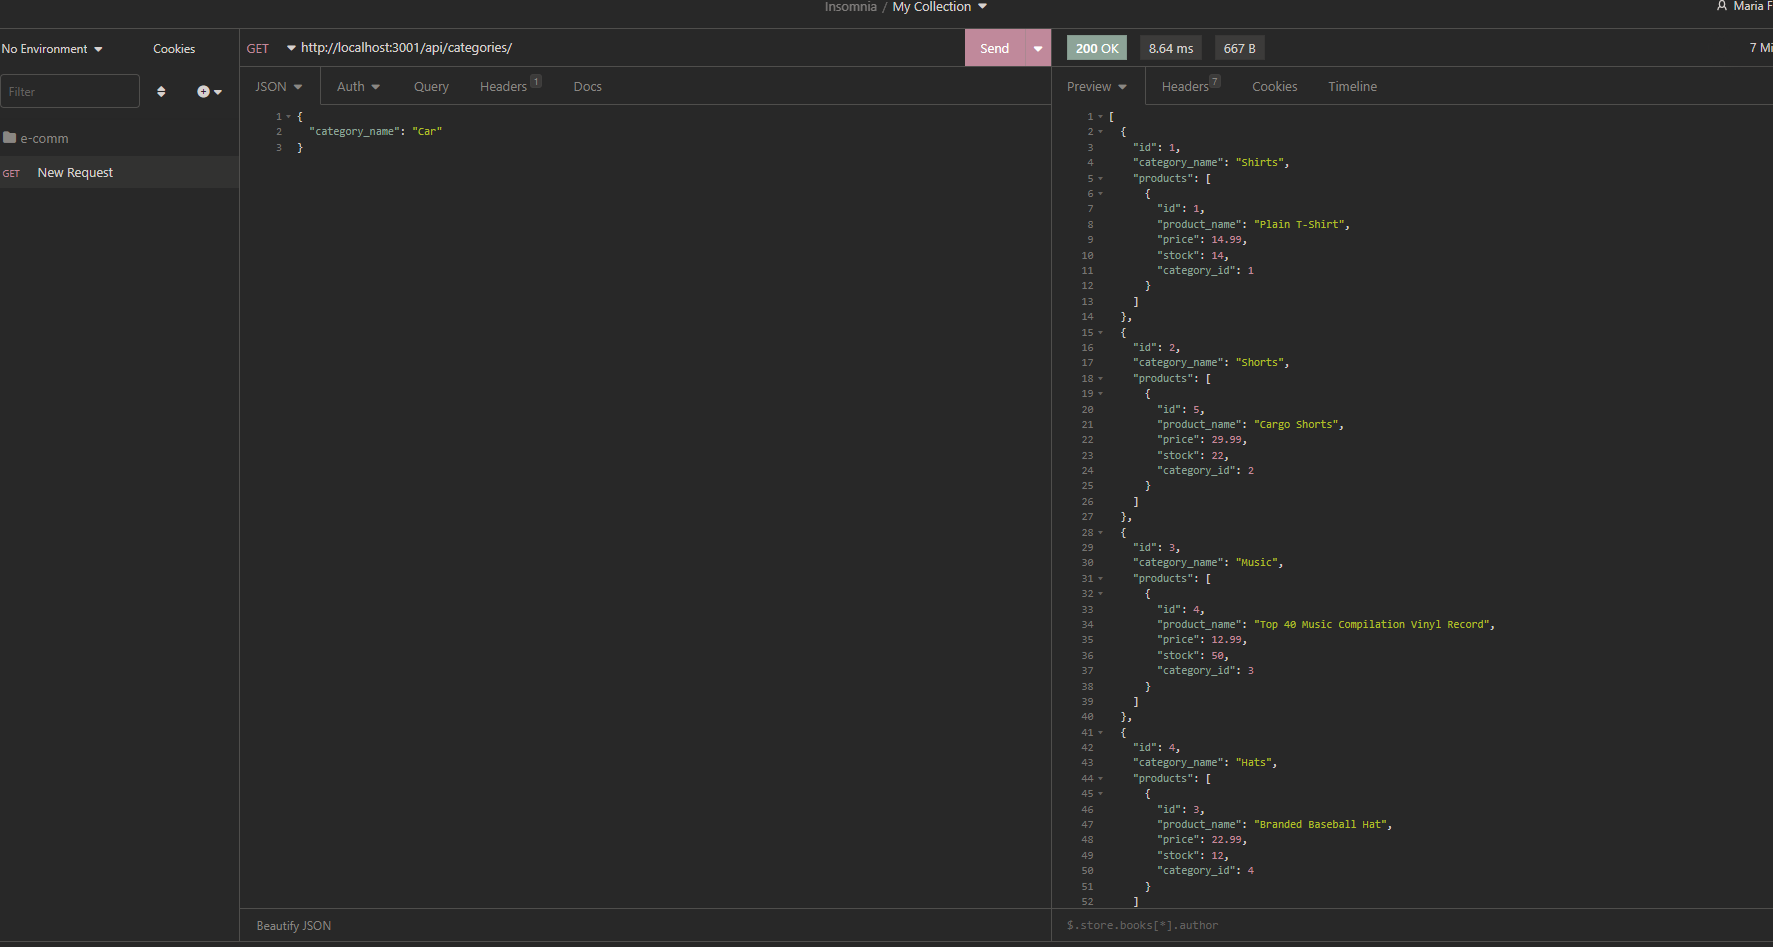 Insomnia / My Collection
Maria F
No Environment
Cookies
GET http://localhost:3001/api/categories/
Send
200 OK
8.64 ms
667 B
7 Mi
Filter
JSON
Auth
Query
Headers 1
Docs
Preview
Headers 7
Cookies
Timeline
e-comm
GET New Request
1 {
2 "category_name": "Car"
3 }
1 [
2 {
3 "id": 1,
4 "category_name": "Shirts",
5 "products": [
6 {
7 "id": 1,
8 "product_name": "Plain T-Shirt",
9 "price": 14.99,
10 "stock": 14,
11 "category_id": 1
12 }
13 ]
14 },
15 {
16 "id": 2,
17 "category_name": "Shorts",
18 "products": [
19 {
20 "id": 5,
21 "product_name": "Cargo Shorts",
22 "price": 29.99,
23 "stock": 22,
24 "category_id": 2
25 }
26 ]
27 },
28 {
29 "id": 3,
30 "category_name": "Music",
31 "products": [
32 {
33 "id": 4,
34 "product_name": "Top 40 Music Compilation Vinyl Record",
35 "price": 12.99,
36 "stock": 50,
37 "category_id": 3
38 }
39 ]
40 },
41 {
42 "id": 4,
43 "category_name": "Hats",
44 "products": [
45 {
46 "id": 3,
47 "product_name": "Branded Baseball Hat",
48 "price": 22.99,
49 "stock": 12,
50 "category_id": 4
51 }
52 ]
Beautify JSON
$.store.books[*].author